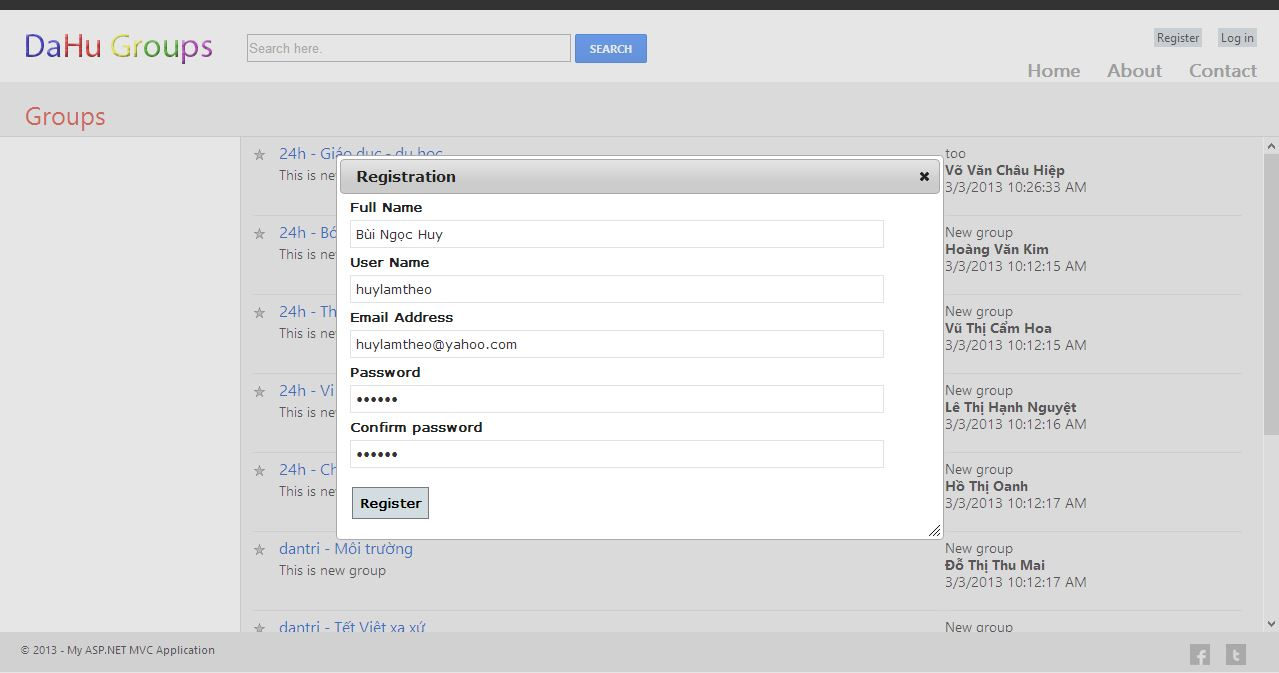 DaHu Groups
Search here.
SEARCH
Register
Log in
Home
About
Contact
Groups
24h - Giáo dục - du học
This is new
too
Võ Văn Châu Hiệp
3/3/2013 10:26:33 AM
Registration
Full Name
Bùi Ngọc Huy
User Name
huylamtheo
Email Address
huylamtheo@yahoo.com
Password
••••••
Confirm password
••••••
Register
24h - Bó
This is new
New group
Hoàng Văn Kim
3/3/2013 10:12:15 AM
24h - Th
This is new
New group
Vũ Thị Cẩm Hoa
3/3/2013 10:12:15 AM
24h - Vi
This is new
New group
Lê Thị Hạnh Nguyệt
3/3/2013 10:12:16 AM
24h - Ch
This is new
New group
Hồ Thị Oanh
3/3/2013 10:12:17 AM
dantri - Môi trường
This is new group
New group
Đỗ Thị Thu Mai
3/3/2013 10:12:17 AM
dantri - Tết Việt xa xứ
New group
© 2013 - My ASP.NET MVC Application